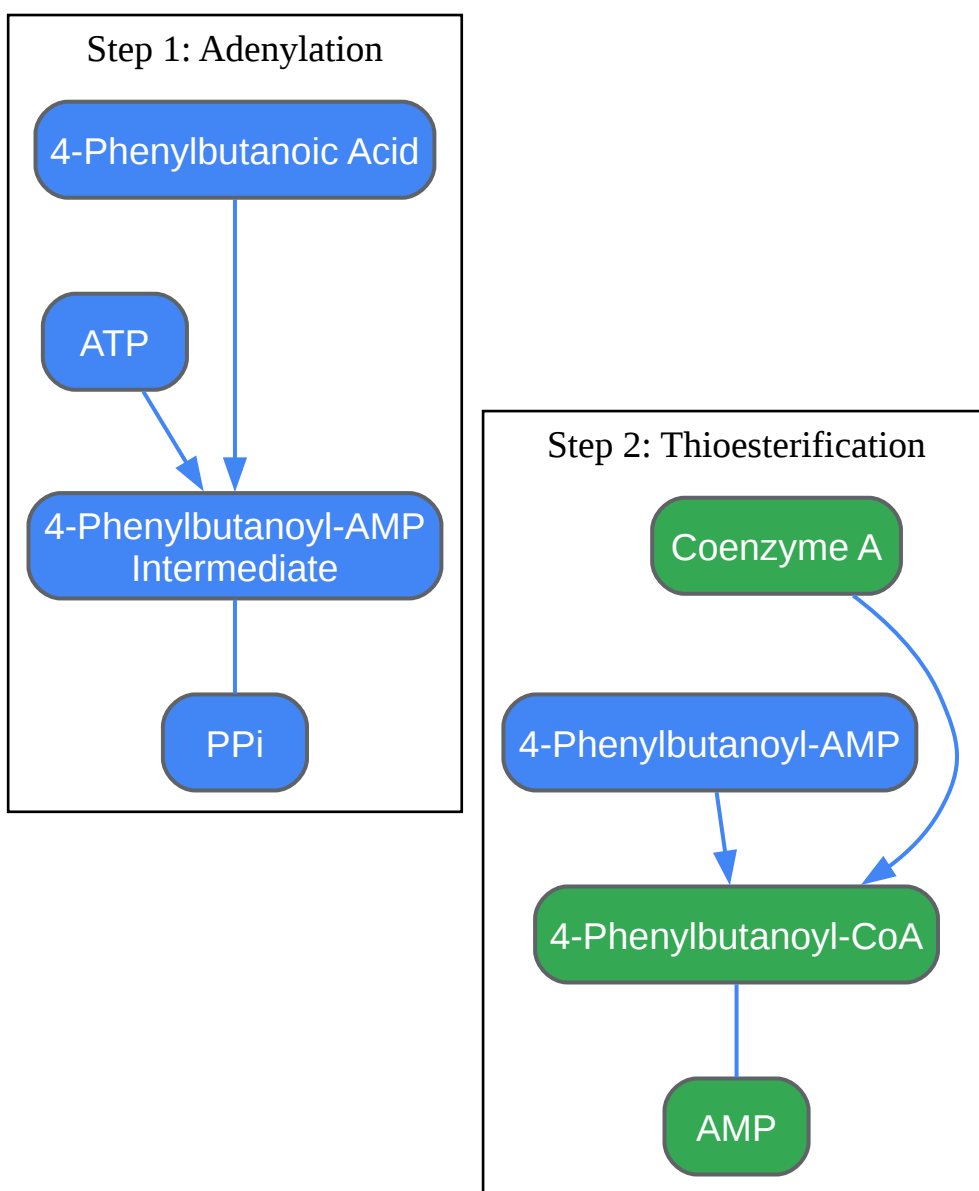 Step 1: Adenylation
4-Phenylbutanoic Acid
ATP
4-Phenylbutanoyl-AMP
Intermediate
PPi
Step 2: Thioesterification
Coenzyme A
4-Phenylbutanoyl-AMP
4-Phenylbutanoyl-CoA
AMP